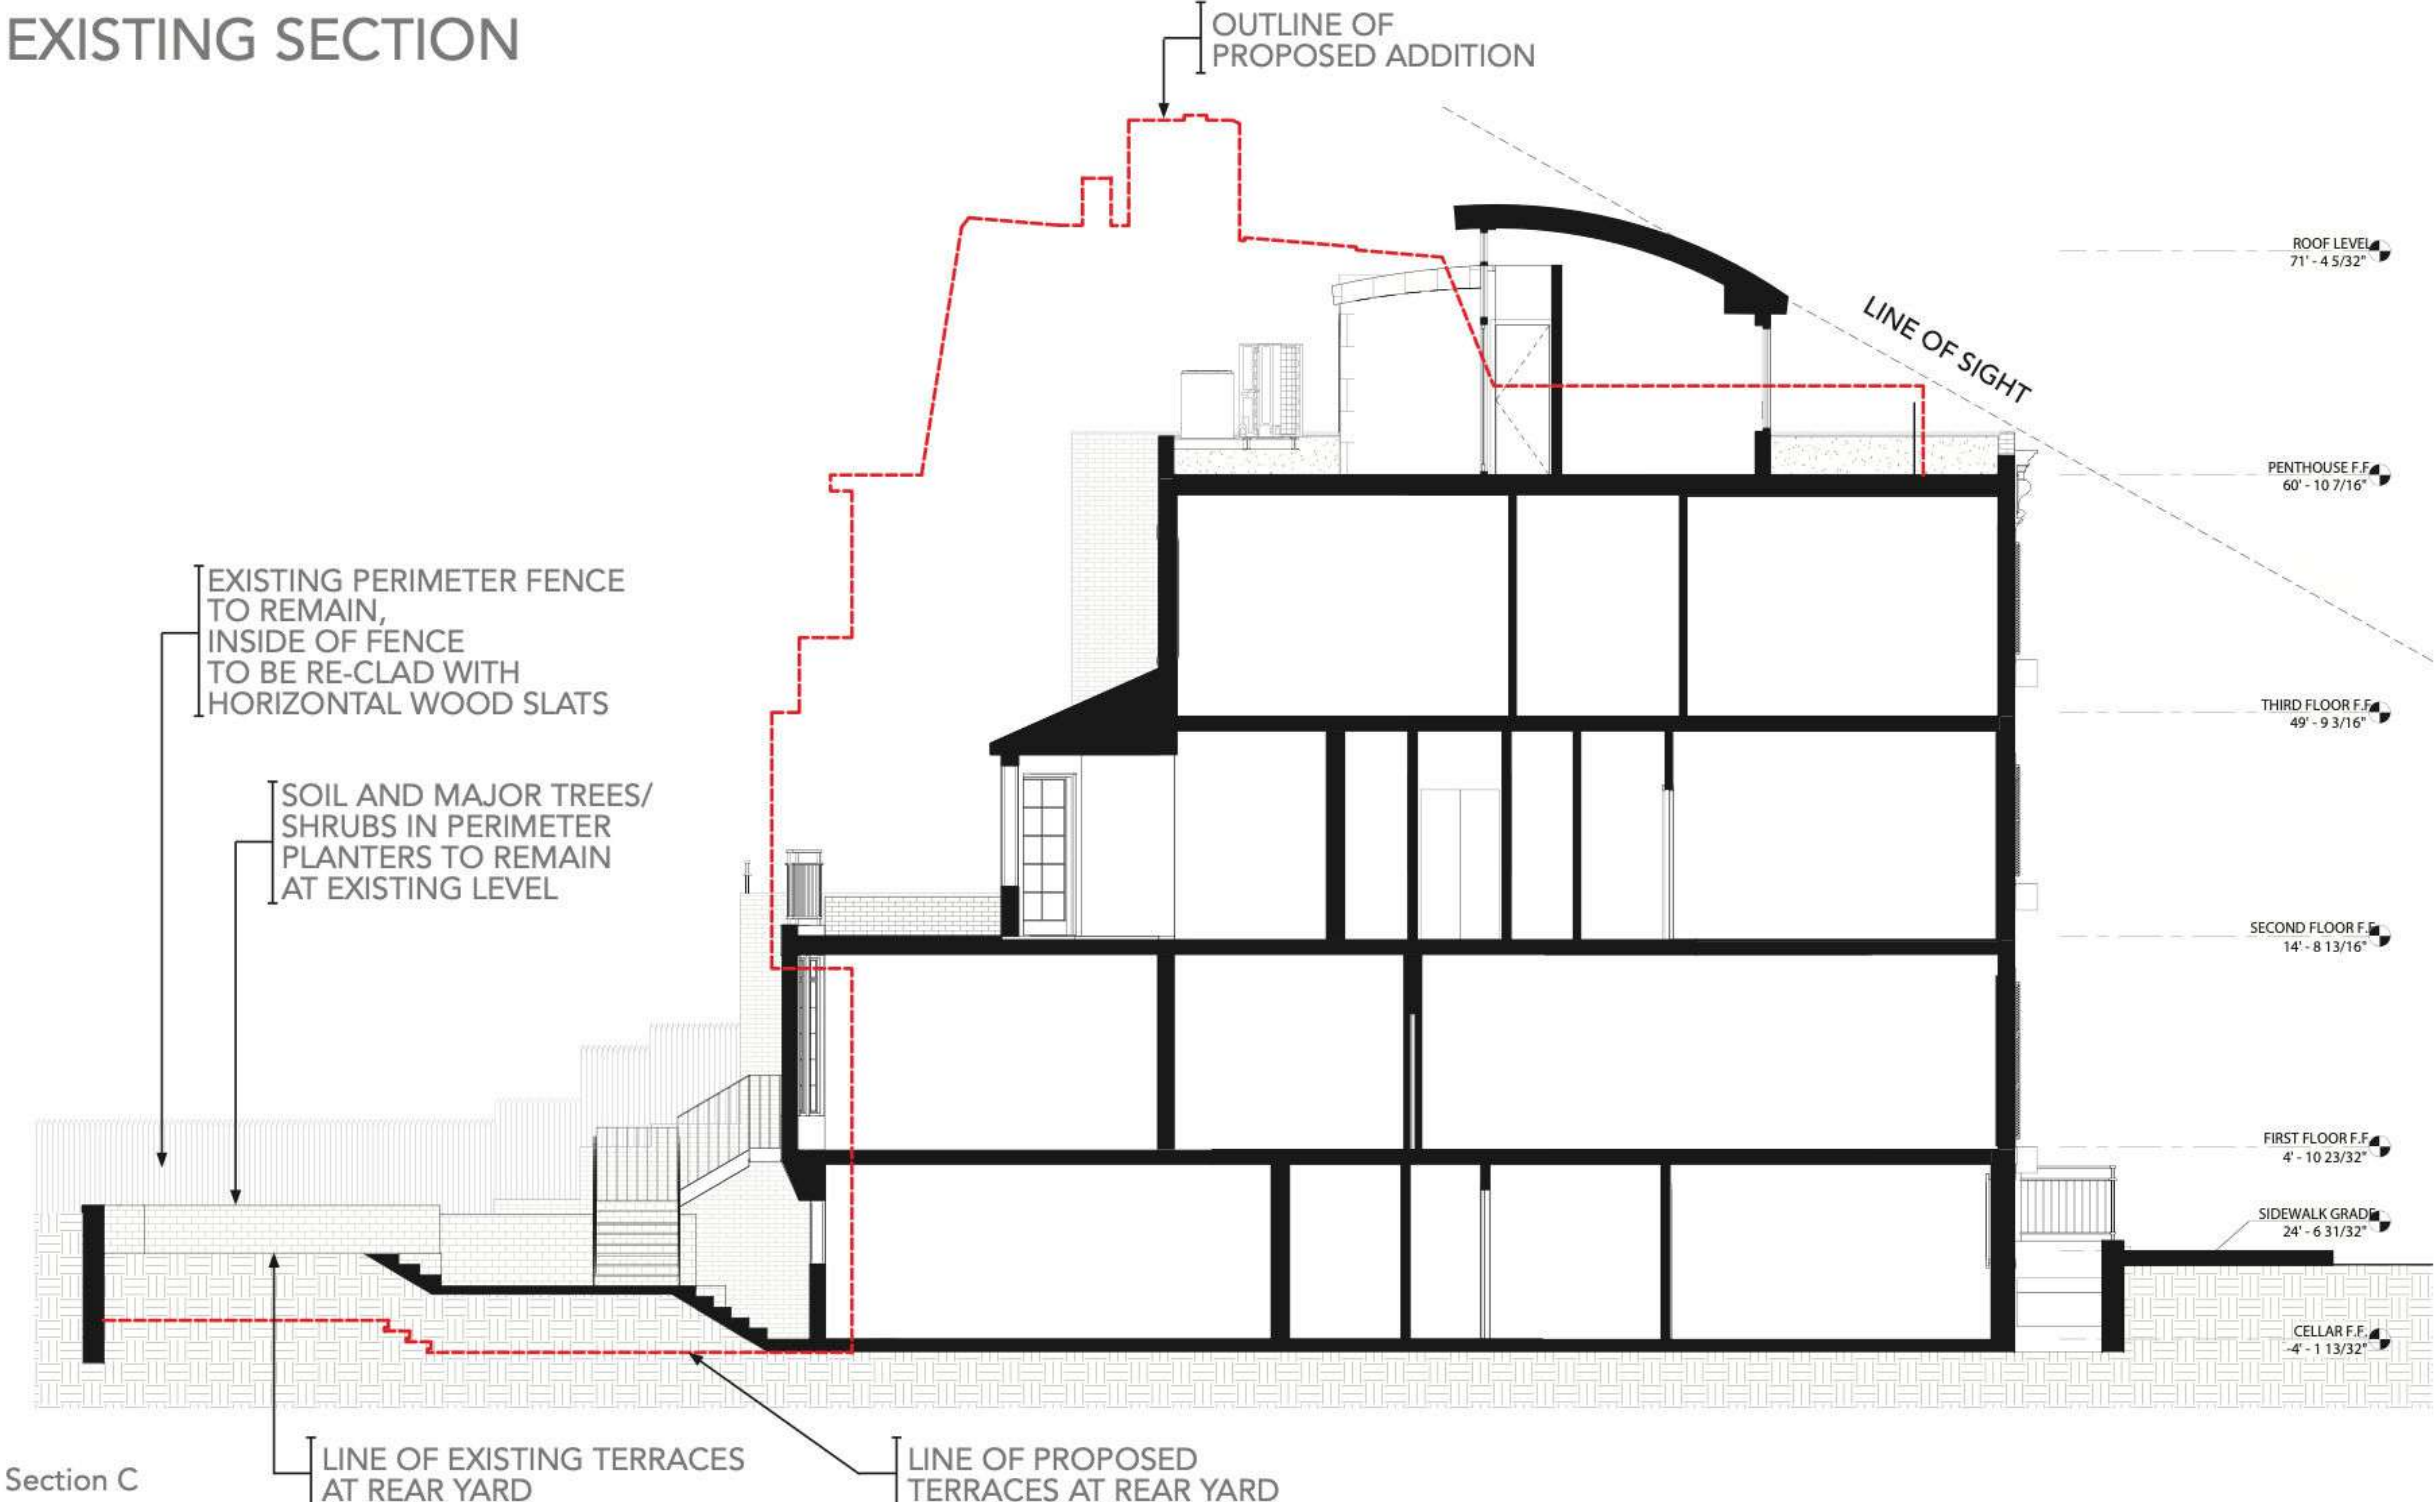 EXISTING SECTION
OUTLINE OF
PROPOSED ADDITION
LINE OF SIGHT
ROOF LEVEL
71' - 4 5/32"
PENTHOUSE F.F.
60' - 10 7/16"
THIRD FLOOR F.F.
49' - 9 3/16"
SECOND FLOOR F.F.
14' - 8 13/16"
FIRST FLOOR F.F.
4' - 10 23/32"
SIDEWALK GRADE
24' - 6 31/32"
CELLAR F.F.
-4' - 1 13/32"
EXISTING PERIMETER FENCE
TO REMAIN,
INSIDE OF FENCE
TO BE RE-CLAD WITH
HORIZONTAL WOOD SLATS
SOIL AND MAJOR TREES/
SHRUBS IN PERIMETER
PLANTERS TO REMAIN
AT EXISTING LEVEL
LINE OF EXISTING TERRACES
AT REAR YARD
LINE OF PROPOSED
TERRACES AT REAR YARD
Section C